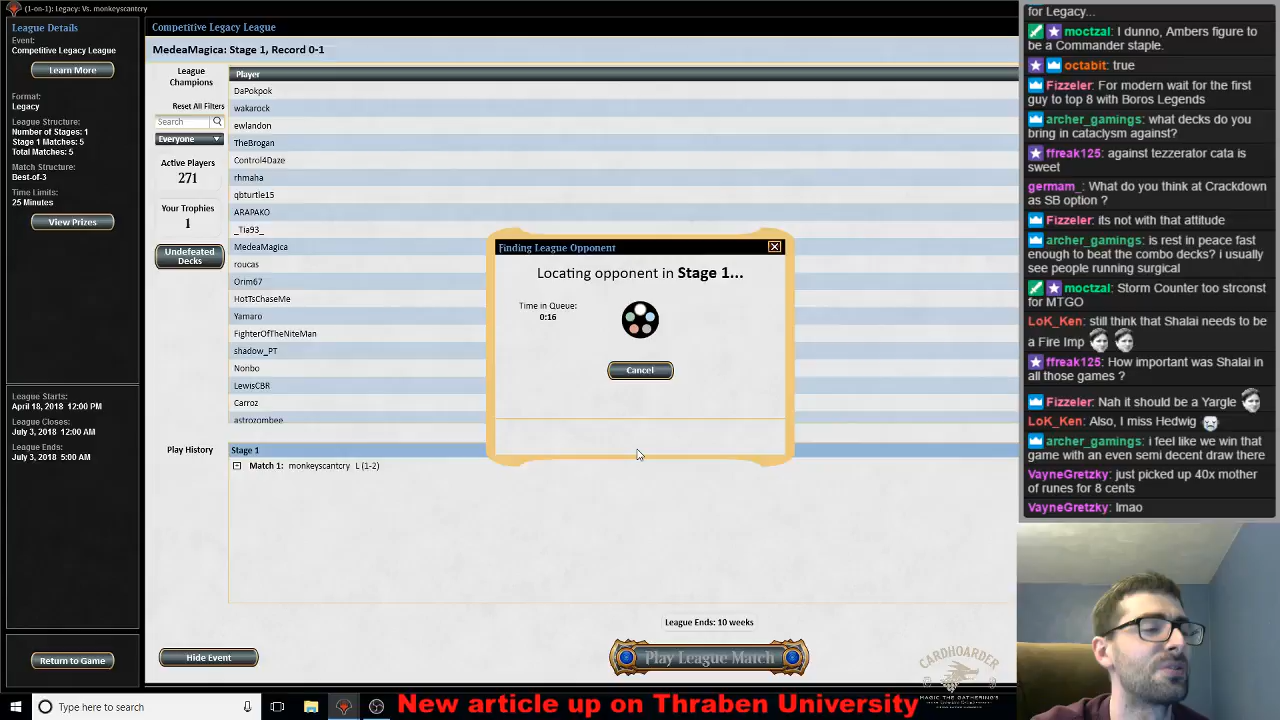 (1-on-1): Legacy: Vs. monkeyscantcry
League Details
Event:
Competitive Legacy League
Learn More
Format:
Legacy
League Structure:
Number of Stages: 1
Stage 1 Matches: 5
Total Matches: 5
Match Structure:
Best-of-3
Time Limits:
25 Minutes
View Prizes
League Starts:
April 18, 2018 12:00 PM
League Closes:
July 3, 2018 12:00 AM
League Ends:
July 3, 2018 5:00 AM
Return to Game
Competitive Legacy League
MedeaMagica: Stage 1, Record 0-1
League
Champions
Reset All Filters
Search
Everyone
Active Players
271
Your Trophies
1
Undefeated
Decks
Player
DaPokpok
wakarock
ewlandon
TheBrogan
Control4Daze
rhmaha
qbturtle15
ARAPAKO
_Tia93_
MedeaMagica
roucas
Orim67
HotTsChaseMe
Yamaro
FighterOfTheNiteMan
shadow_PT
Nonbo
LewisCBR
Carroz
astrozombee
Finding League Opponent
Locating opponent in Stage 1...
Time in Queue:
0:16
Cancel
Play History
Stage 1
Match 1: monkeyscantcry L (1-2)
League Ends: 10 weeks
Hide Event
Play League Match
CARDHOARDER
MAGIC THE GATHERING'S
Type here to search
New article up on Thraben University
for Legacy...
moctzal: I dunno, Ambers figure to
be a Commander staple.
octabit: true
Fizzeler: For modern wait for the first
guy to top 8 with Boros Legends
archer_gamings: what decks do you
bring in cataclysm against?
ffreak125: against tezzerator cata is
sweet
germam_: What do you think at Crackdown
as SB option ?
Fizzeler: its not with that attitude
archer_gamings: is rest in peace fast
enough to beat the combo decks? i usually
see people running surgical
moctzal: Storm Counter too strconst
for MTGO
LoK_Ken: still think that Shalai needs to
be a Fire Imp
ffreak125: How important was Shalai in
all those games ?
Fizzeler: Nah it should be a Yargle
LoK_Ken: Also, I miss Hedwig
archer_gamings: i feel like we win that
game with an even semi decent draw there
VayneGretzky: just picked up 40x mother
of runes for 8 cents
VayneGretzky: lmao